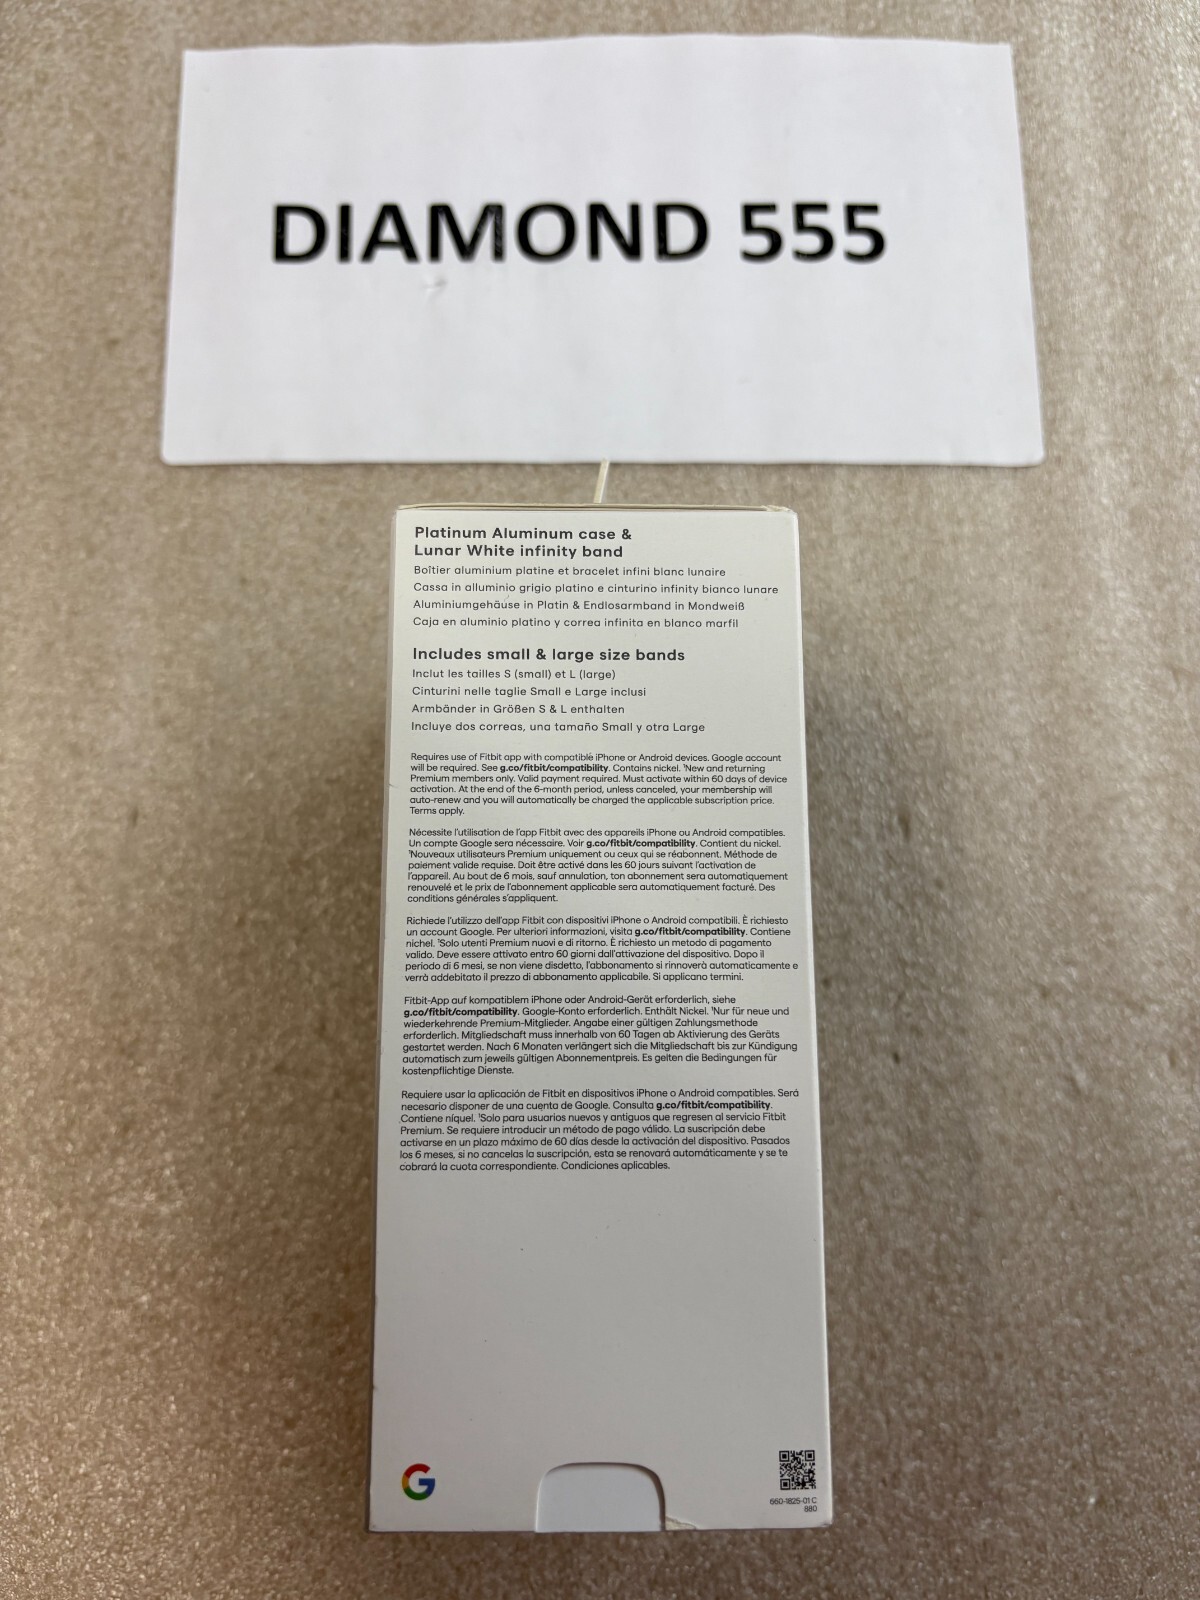 DIAMOND 555
Platinum Aluminum case &
Lunar White infinity band
Boîtier aluminium platine et bracelet infini blanc lunaire
Cassa in alluminio grigio platino e cinturino infinity bianco lunare
Aluminiumgehäuse in Platin & Endlosarmband in Mondweiß
Caja en aluminio platino y correa infinita en blanco marfil
Includes small & large size bands
Inclut les tailles S (small) et L (large)
Cinturini nelle taglie Small e Large inclusi
Armbänder in Größen S & L enthalten
Incluye dos correas, una tamaño Small y otra Large
Requires use of Fitbit app with compatible iPhone or Android devices. Google account
will be required. See g.co/fitbit/compatibility. Contains nickel. ¹New and returning
Premium members only. Valid payment required. Must activate within 60 days of device
activation. At the end of the 6-month period, unless canceled, your membership will
auto-renew and you will automatically be charged the applicable subscription price.
Terms apply.
Nécessite l'utilisation de l'app Fitbit avec des appareils iPhone ou Android compatibles.
Un compte Google sera nécessaire. Voir g.co/fitbit/compatibility. Contient du nickel.
¹Nouveaux utilisateurs Premium uniquement ou ceux qui se réabonnent. Méthode de
paiement valide requise. Doit être activé dans les 60 jours suivant l'activation de
l'appareil. Au bout de 6 mois, sauf annulation, ton abonnement sera automatiquement
renouvelé et le prix de l'abonnement applicable sera automatiquement facturé. Des
conditions générales s'appliquent.
Richiede l'utilizzo dell'app Fitbit con dispositivi iPhone o Android compatibili. È richiesto
un account Google. Per ulteriori informazioni, visita g.co/fitbit/compatibility. Contiene
nichel. ¹Solo utenti Premium nuovi e di ritorno. È richiesto un metodo di pagamento
valido. Deve essere attivato entro 60 giorni dall'attivazione del dispositivo. Dopo il
periodo di 6 mesi, se non viene disdetto, l'abbonamento si rinnoverà automaticamente e
verrà addebitato il prezzo di abbonamento applicabile. Si applicano termini.
Fitbit-App auf kompatiblem iPhone oder Android-Gerät erforderlich, siehe
g.co/fitbit/compatibility. Google-Konto erforderlich. Enthält Nickel. ¹Nur für neue und
wiederkehrende Premium-Mitglieder. Angabe einer gültigen Zahlungsmethode
erforderlich. Mitgliedschaft muss innerhalb von 60 Tagen ab Aktivierung des Geräts
gestartet werden. Nach 6 Monaten verlängert sich die Mitgliedschaft bis zur Kündigung
automatisch zum jeweils gültigen Abonnementpreis. Es gelten die Bedingungen für
kostenpflichtige Dienste.
Requiere usar la aplicación de Fitbit en dispositivos iPhone o Android compatibles. Será
necesario disponer de una cuenta de Google. Consulta g.co/fitbit/compatibility.
Contiene níquel. ¹Solo para usuarios nuevos y antiguos que regresen al servicio Fitbit
Premium. Se requiere introducir un método de pago válido. La suscripción debe
activarse en un plazo máximo de 60 días desde la activación del dispositivo. Pasados
los 6 meses, si no cancelas la suscripción, esta se renovará automáticamente y se te
cobrará la cuota correspondiente. Condiciones aplicables.
G
660-1825-01 C
880